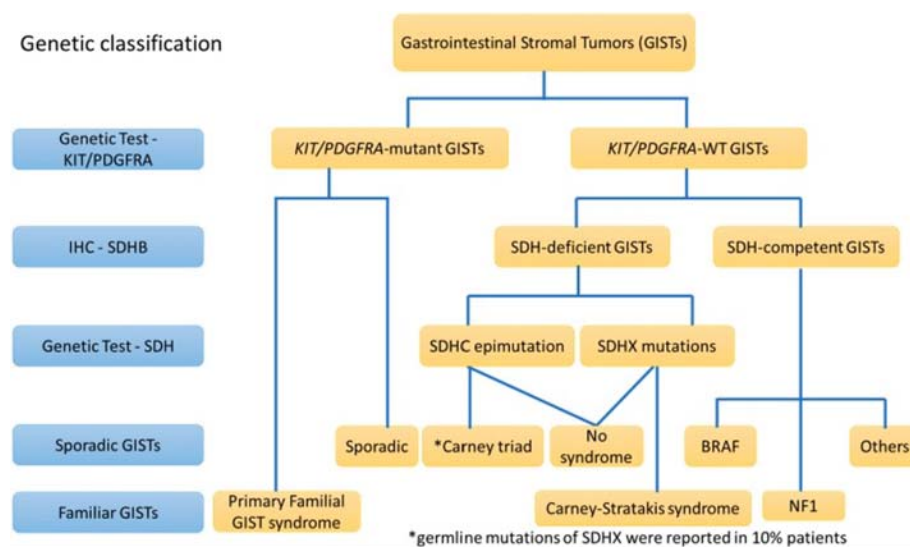 Genetic classification
Gastrointestinal Stromal Tumors (GISTs)
Genetic Test -
KIT/PDGFRA
KIT/PDGFRA-mutant GISTs
KIT/PDGFRA-WT GISTs
IHC - SDHB
SDH-deficient GISTs
SDH-competent GISTs
Genetic Test - SDH
SDHC epimutation
SDHX mutations
Sporadic GISTs
Sporadic
*Carney triad
No
syndrome
BRAF
Others
Familiar GISTs
Primary Familial
GIST syndrome
Carney-Stratakis syndrome
NF1
*germline mutations of SDHX were reported in 10% patients